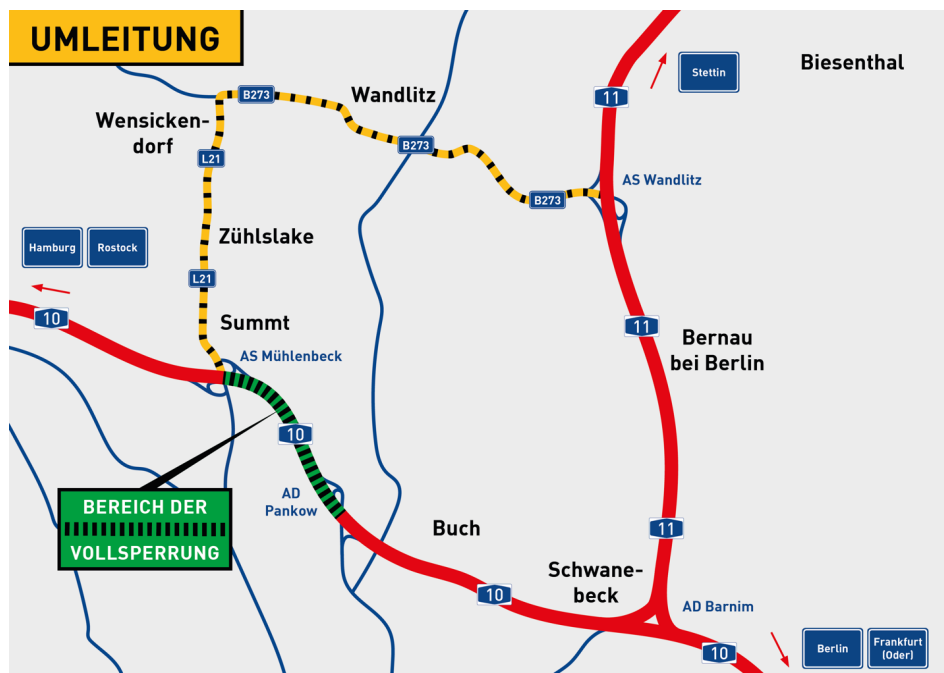 UMLEITUNG
Wensicken-
dorf
B273
Wandlitz
B273
11
Stettin
Biesenthal
L21
B273
AS Wandlitz
Hamburg
Rostock
Zühlslake
L21
10
Summt
AS Mühlenbeck
11
Bernau
bei Berlin
10
AD
Pankow
BEREICH DER
VOLLSPERRUNG
Buch
11
Schwane-
beck
10
AD Barnim
10
Berlin
Frankfurt
(Oder)